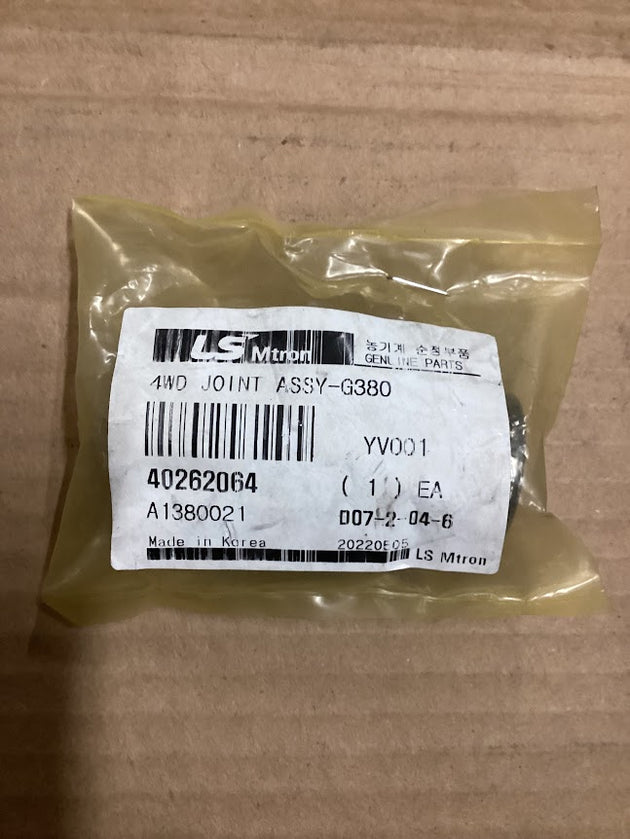 LS Mtron
농기계 순정부품
GENUINE PARTS
4WD JOINT ASSY-G380
YV001
40262064
( 1 ) EA
A1380021
D07-2-04-6
Made in Korea
20220505
LS Mtron